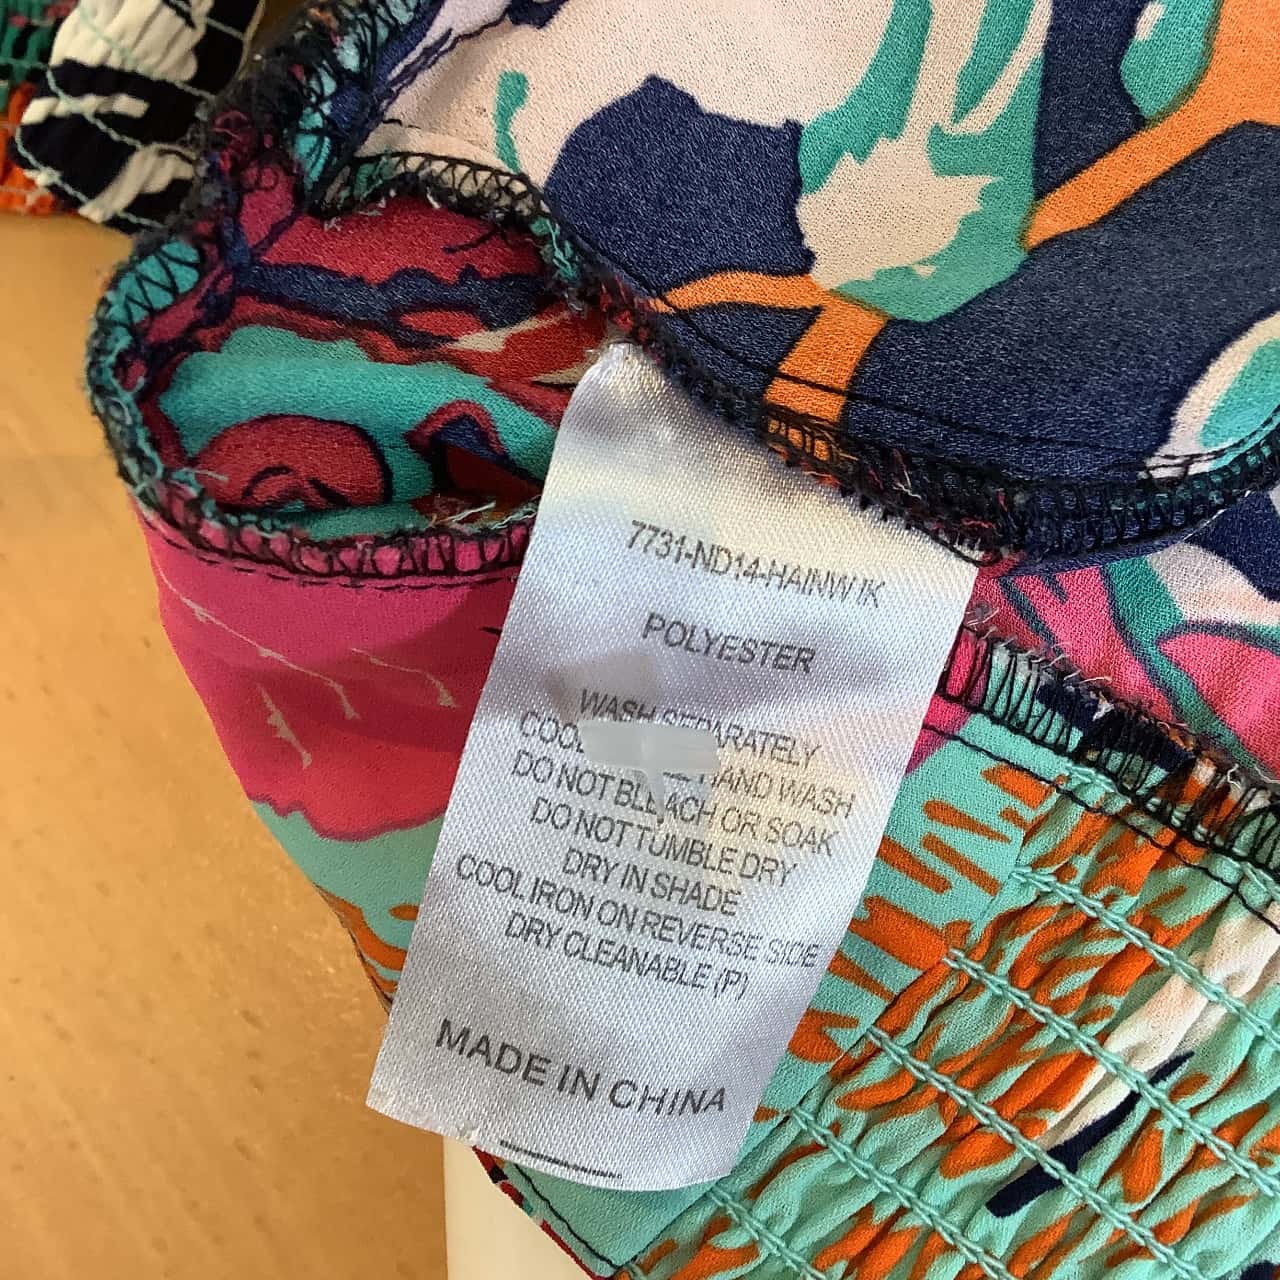 7731-ND14-HAINW1K
POLYESTER
WASH SEPARATELY
HAND WASH
DO NOT BLEACH OR SOAK
DO NOT TUMBLE DRY
DRY IN SHADE
COOL IRON ON REVERSE SIDE
DRY CLEANABLE (P)
MADE IN CHINA